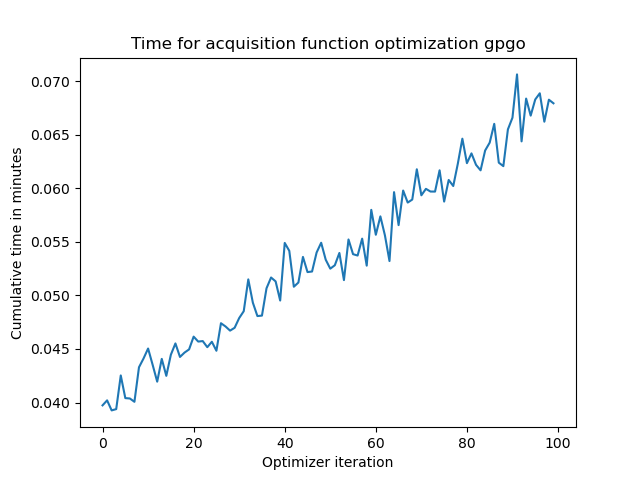 Time for acquisition function optimization gpgo
0.070
0.065
0.060
0.055
0.050
0.045
0.040
Cumulative time in minutes
0 20 40 60 80 100
Optimizer iteration